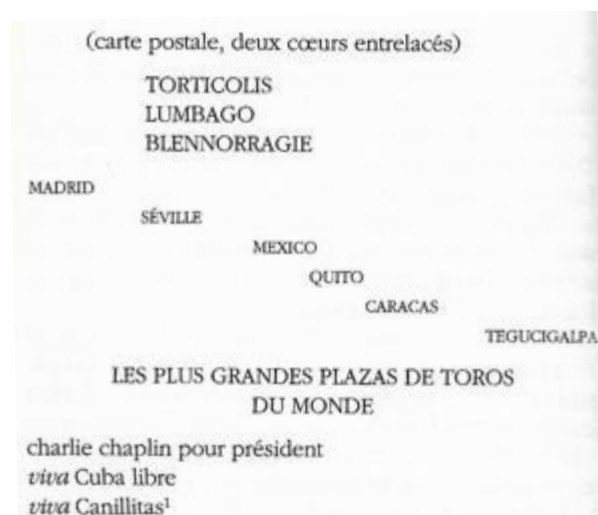 (carte postale, deux cœurs entrelacés)
TORTICOLIS
LUMBAGO
BLENNORRAGIE
MADRID
SÉVILLE
MEXICO
QUITO
CARACAS
TEGUCIGALPA
LES PLUS GRANDES PLAZAS DE TOROS
DU MONDE
charlie chaplin pour président
viva Cuba libre
viva Canillitas¹